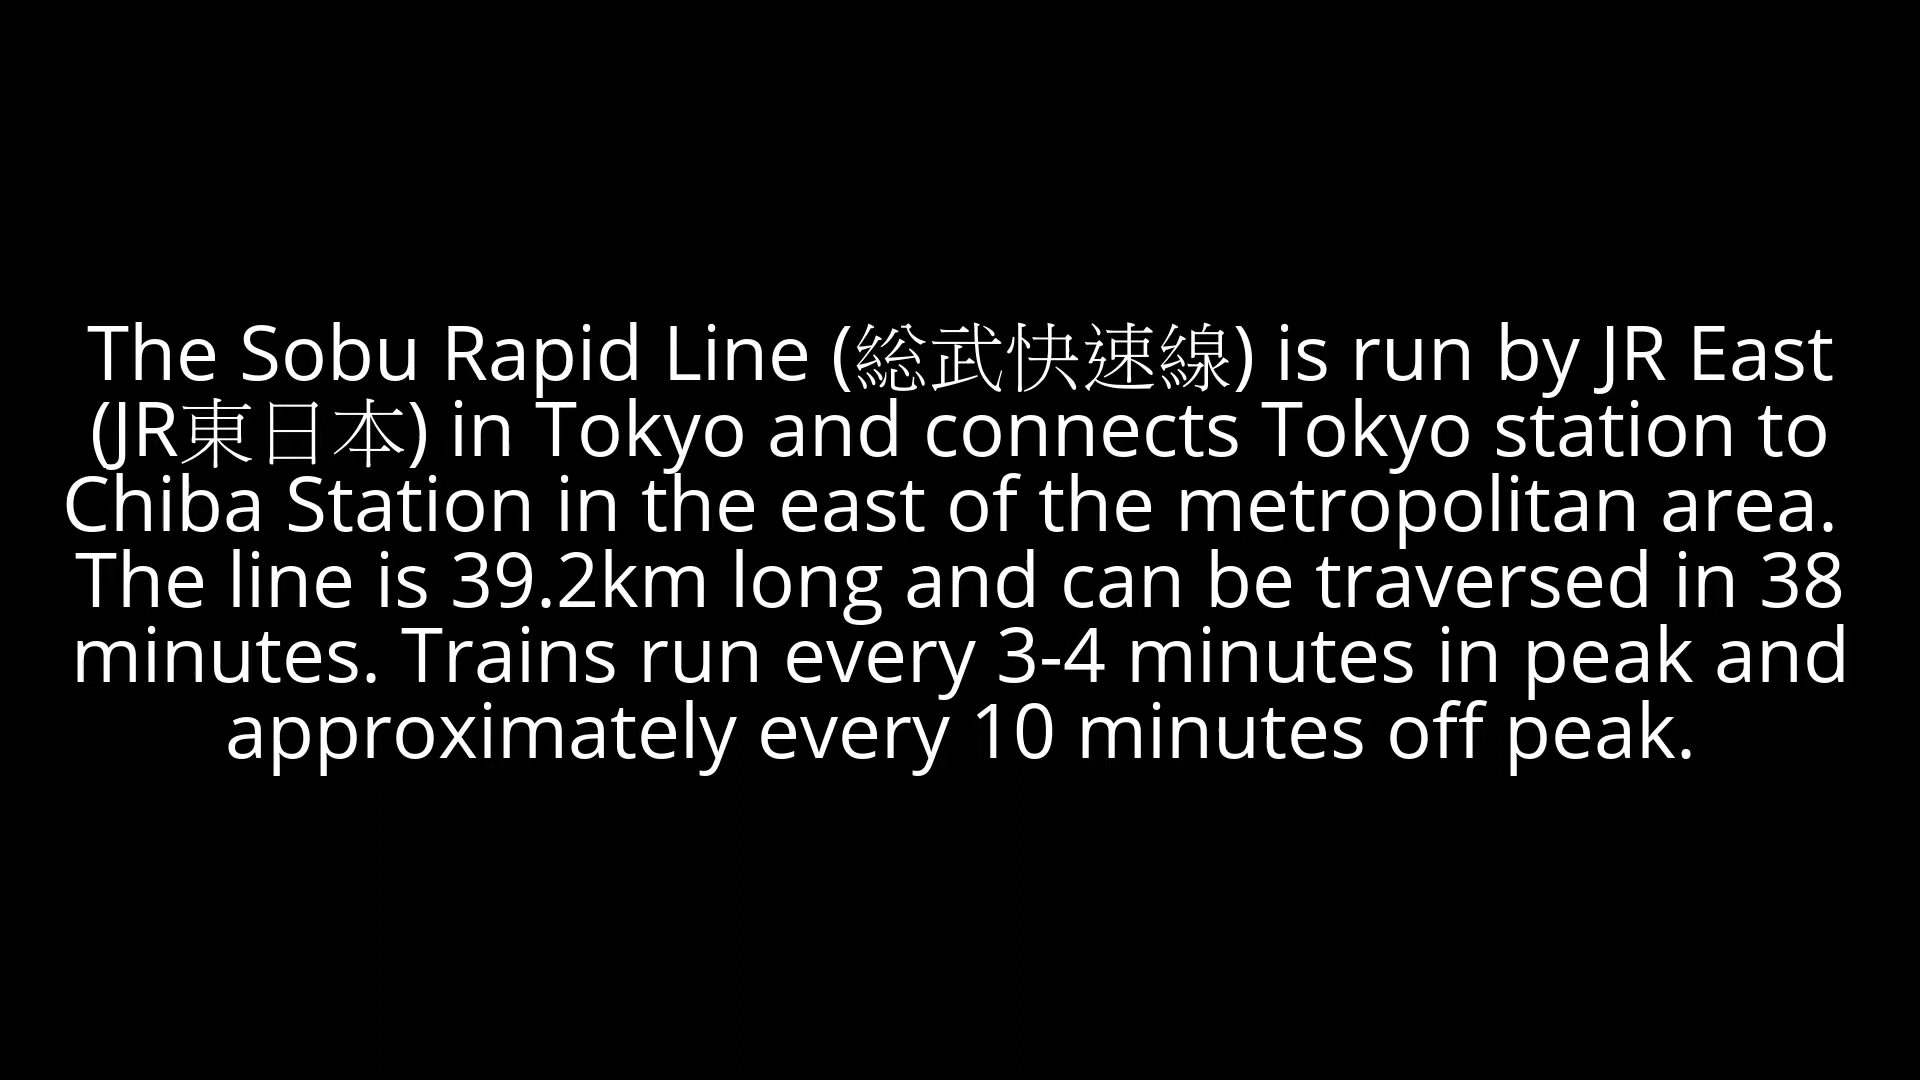 The Sobu Rapid Line (総武快速線) is run by JR East
(JR東日本) in Tokyo and connects Tokyo station to
Chiba Station in the east of the metropolitan area.
The line is 39.2km long and can be traversed in 38
minutes. Trains run every 3-4 minutes in peak and
approximately every 10 minutes off peak.